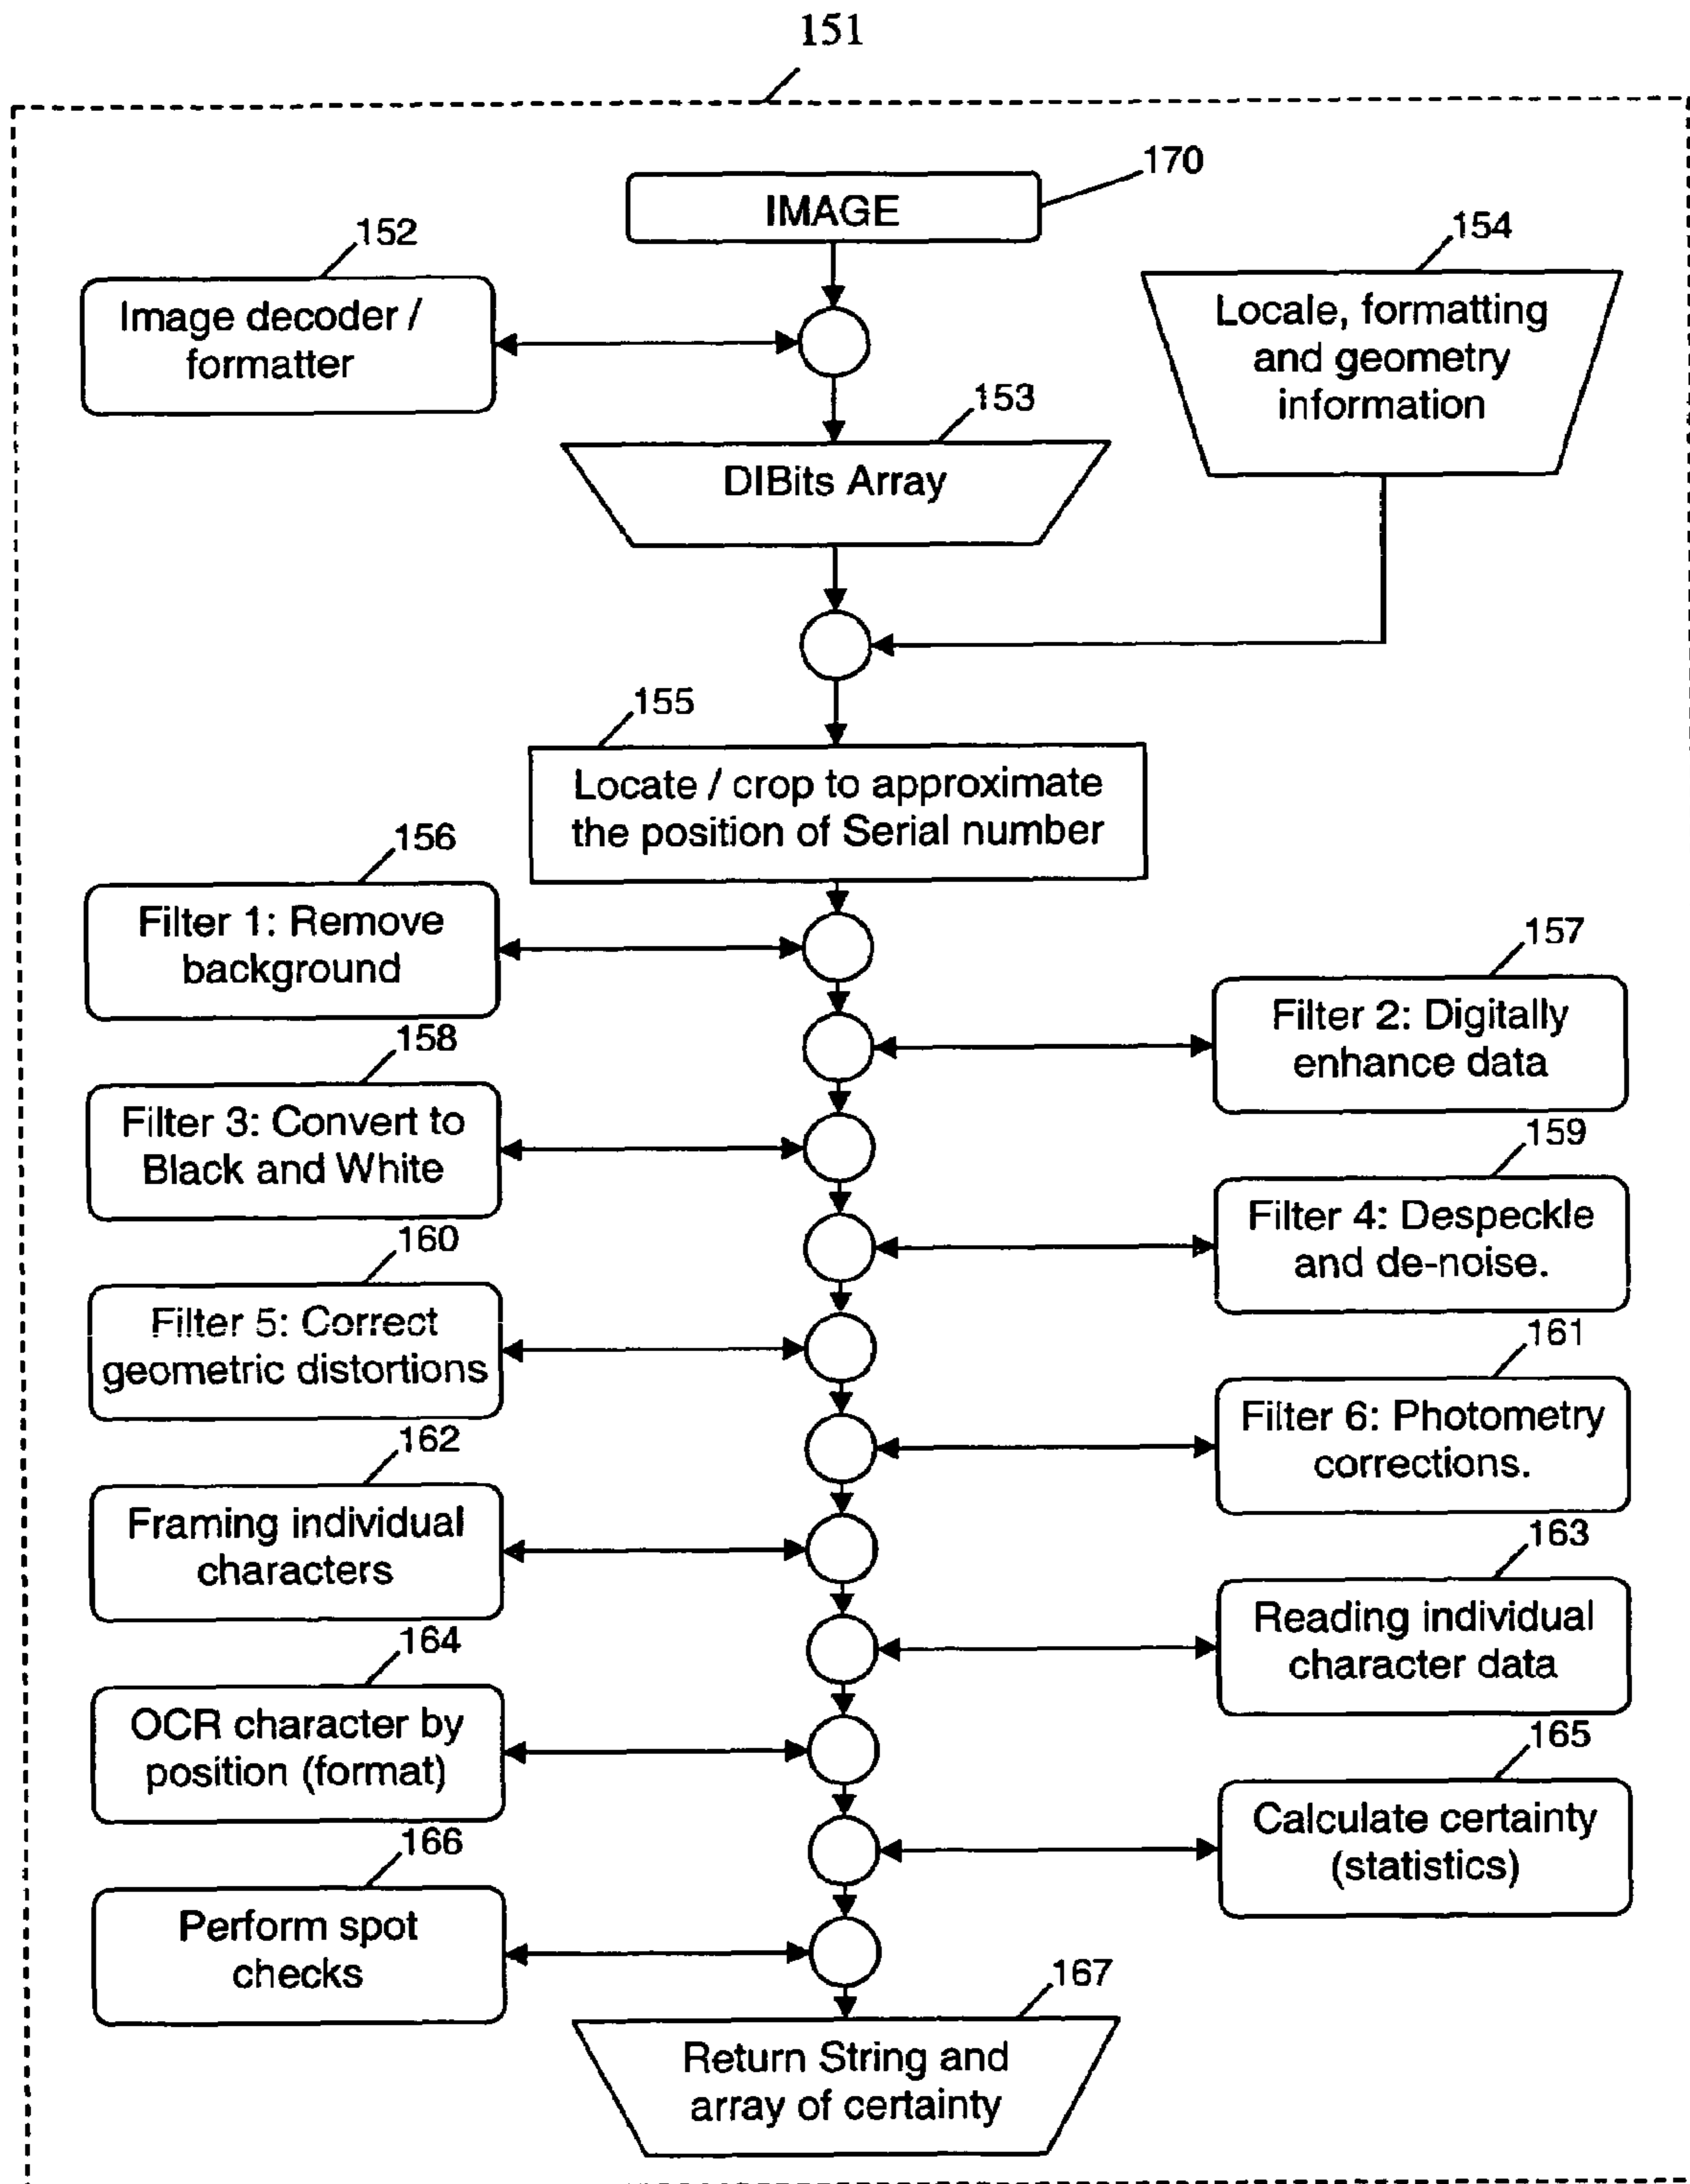 151
170
IMAGE
152
Image decoder /
formatter
154
Locale, formatting
and geometry
information
153
DIBits Array
155
Locate / crop to approximate
the position of Serial number
156
Filter 1: Remove
background
157
Filter 2: Digitally
enhance data
158
Filter 3: Convert to
Black and White
159
Filter 4: Despeckle
and de-noise.
160
Filter 5: Correct
geometric distortions
161
Filter 6: Photometry
corrections.
162
Framing individual
characters
163
Reading individual
character data
164
OCR character by
position (format)
165
Calculate certainty
(statistics)
166
Perform spot
checks
167
Return String and
array of certainty